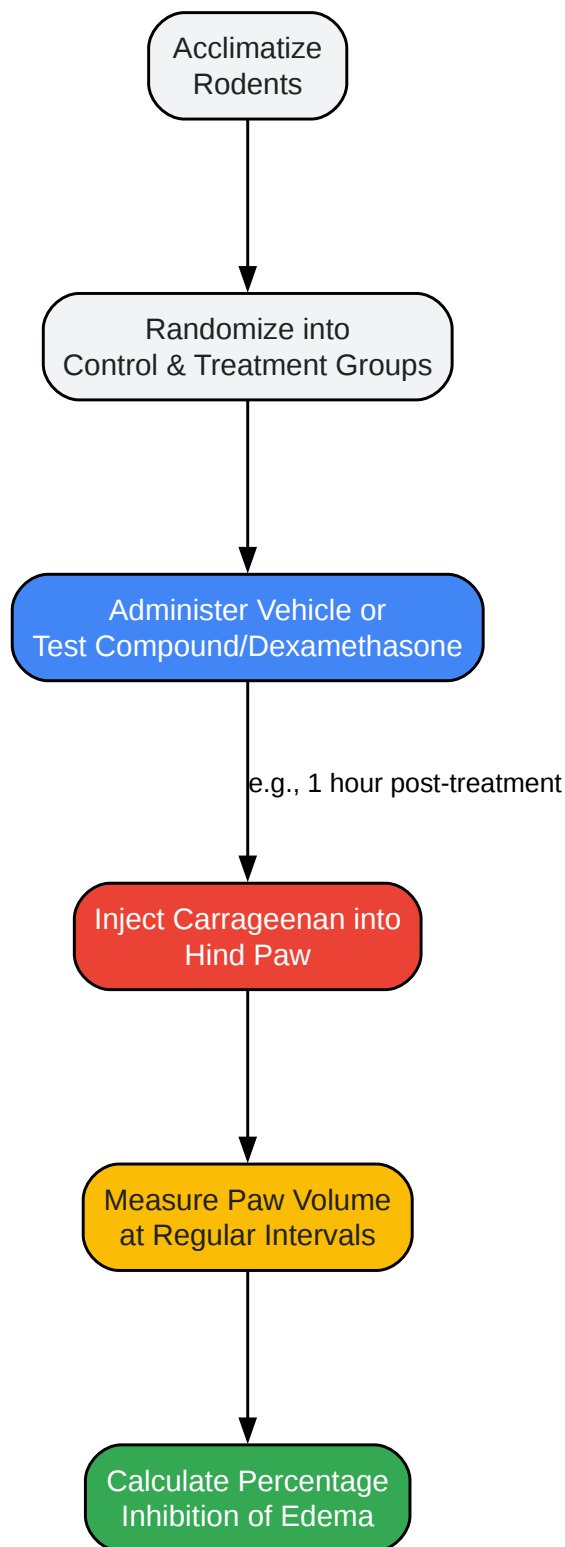 Acclimatize
Rodents
Randomize into
Control & Treatment Groups
Administer Vehicle or
Test Compound/Dexamethasone
e.g., 1 hour post-treatment
Inject Carrageenan into
Hind Paw
Measure Paw Volume
at Regular Intervals
Calculate Percentage
Inhibition of Edema